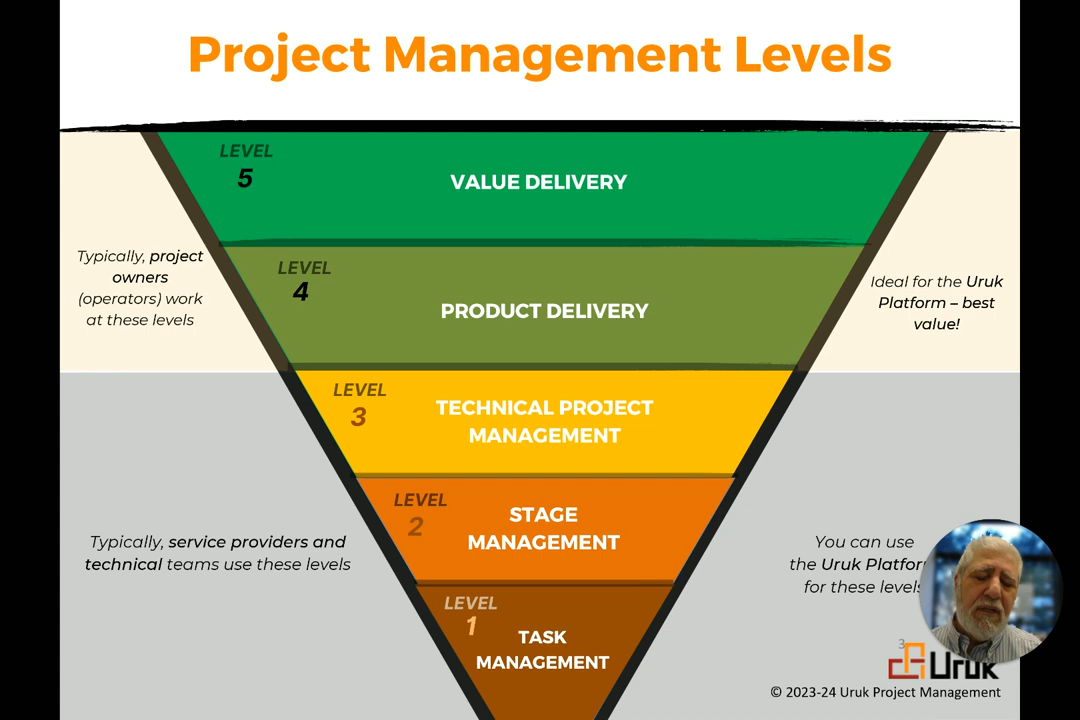 Project Management Levels
LEVEL
5
VALUE DELIVERY
LEVEL
4
PRODUCT DELIVERY
Typically, project
owners
(operators) work
at these levels
Ideal for the Uruk
Platform – best
value!
LEVEL
3
TECHNICAL PROJECT
MANAGEMENT
LEVEL
2
STAGE
MANAGEMENT
Typically, service providers and
technical teams use these levels
You can use
the Uruk
for these
LEVEL
1
TASK
MANAGEMENT
3
Uruk
© 2023-24 Uruk Project Management